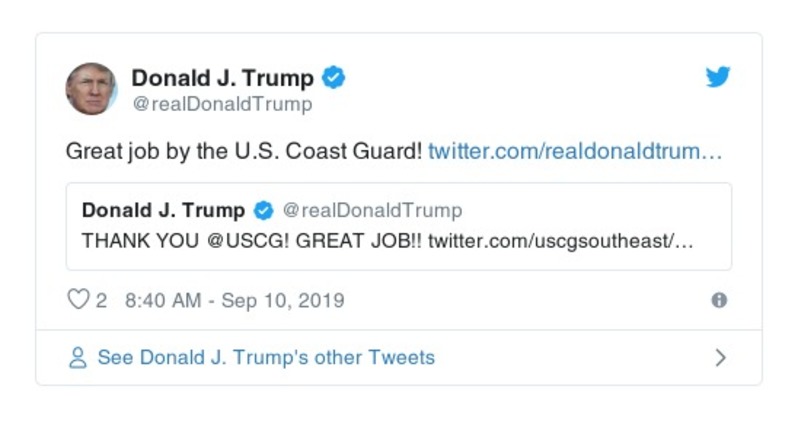 Donald J. Trump
@realDonaldTrump
Great job by the U.S. Coast Guard! twitter.com/realdonaldtrum…
Donald J. Trump @realDonaldTrump
THANK YOU @USCG! GREAT JOB!! twitter.com/uscgsoutheast/…
2 8:40 AM - Sep 10, 2019
See Donald J. Trump's other Tweets